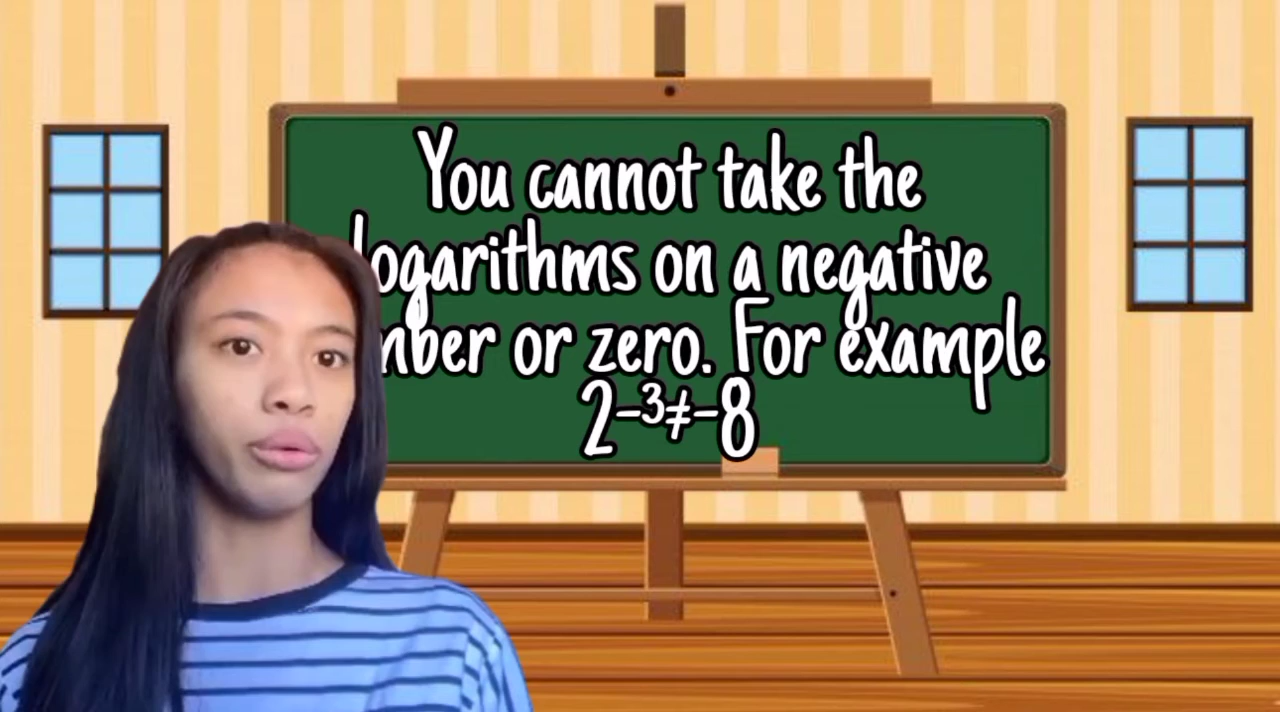 You cannot take the
logarithms on a negative
or zero. For example
2⁻³≠-8